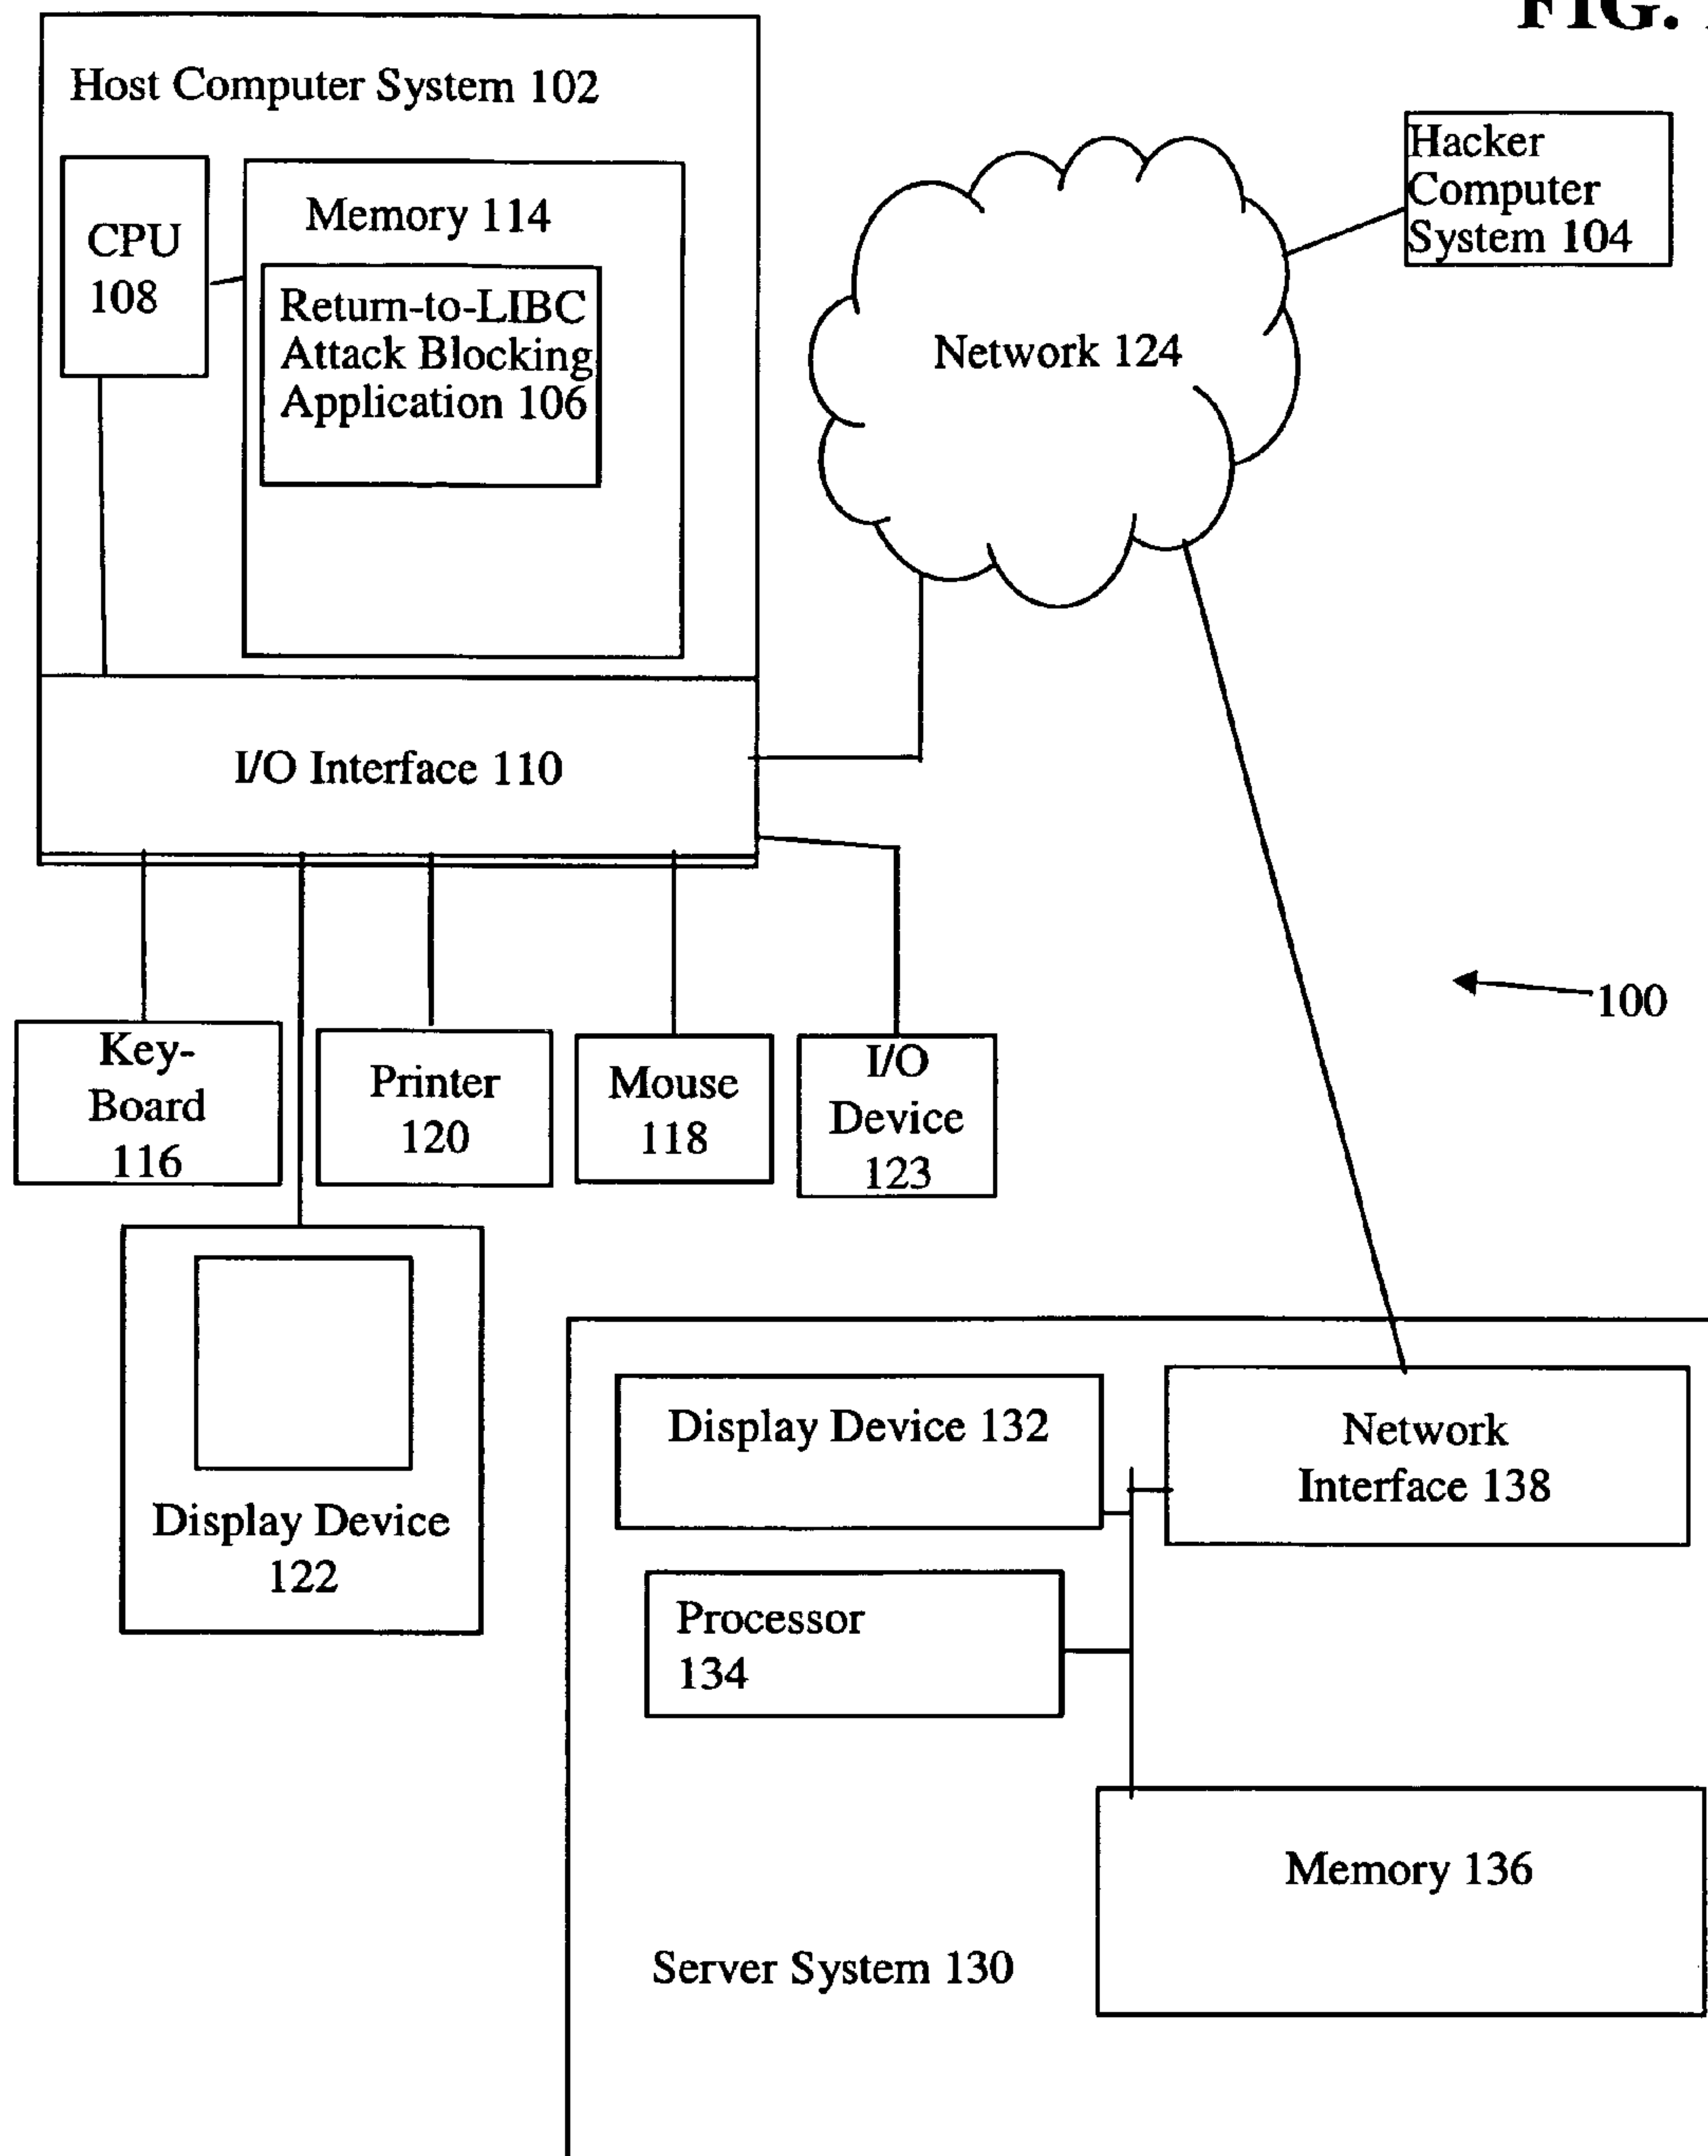 FIG.
Host Computer System 102
Hacker
Computer
System 104
CPU
108
Memory 114
Return-to-LIBC
Attack Blocking
Application 106
Network 124
I/O Interface 110
100
Key-
Board
116
Printer
120
Mouse
118
I/O
Device
123
Display Device
122
Display Device 132
Network
Interface 138
Processor
134
Memory 136
Server System 130